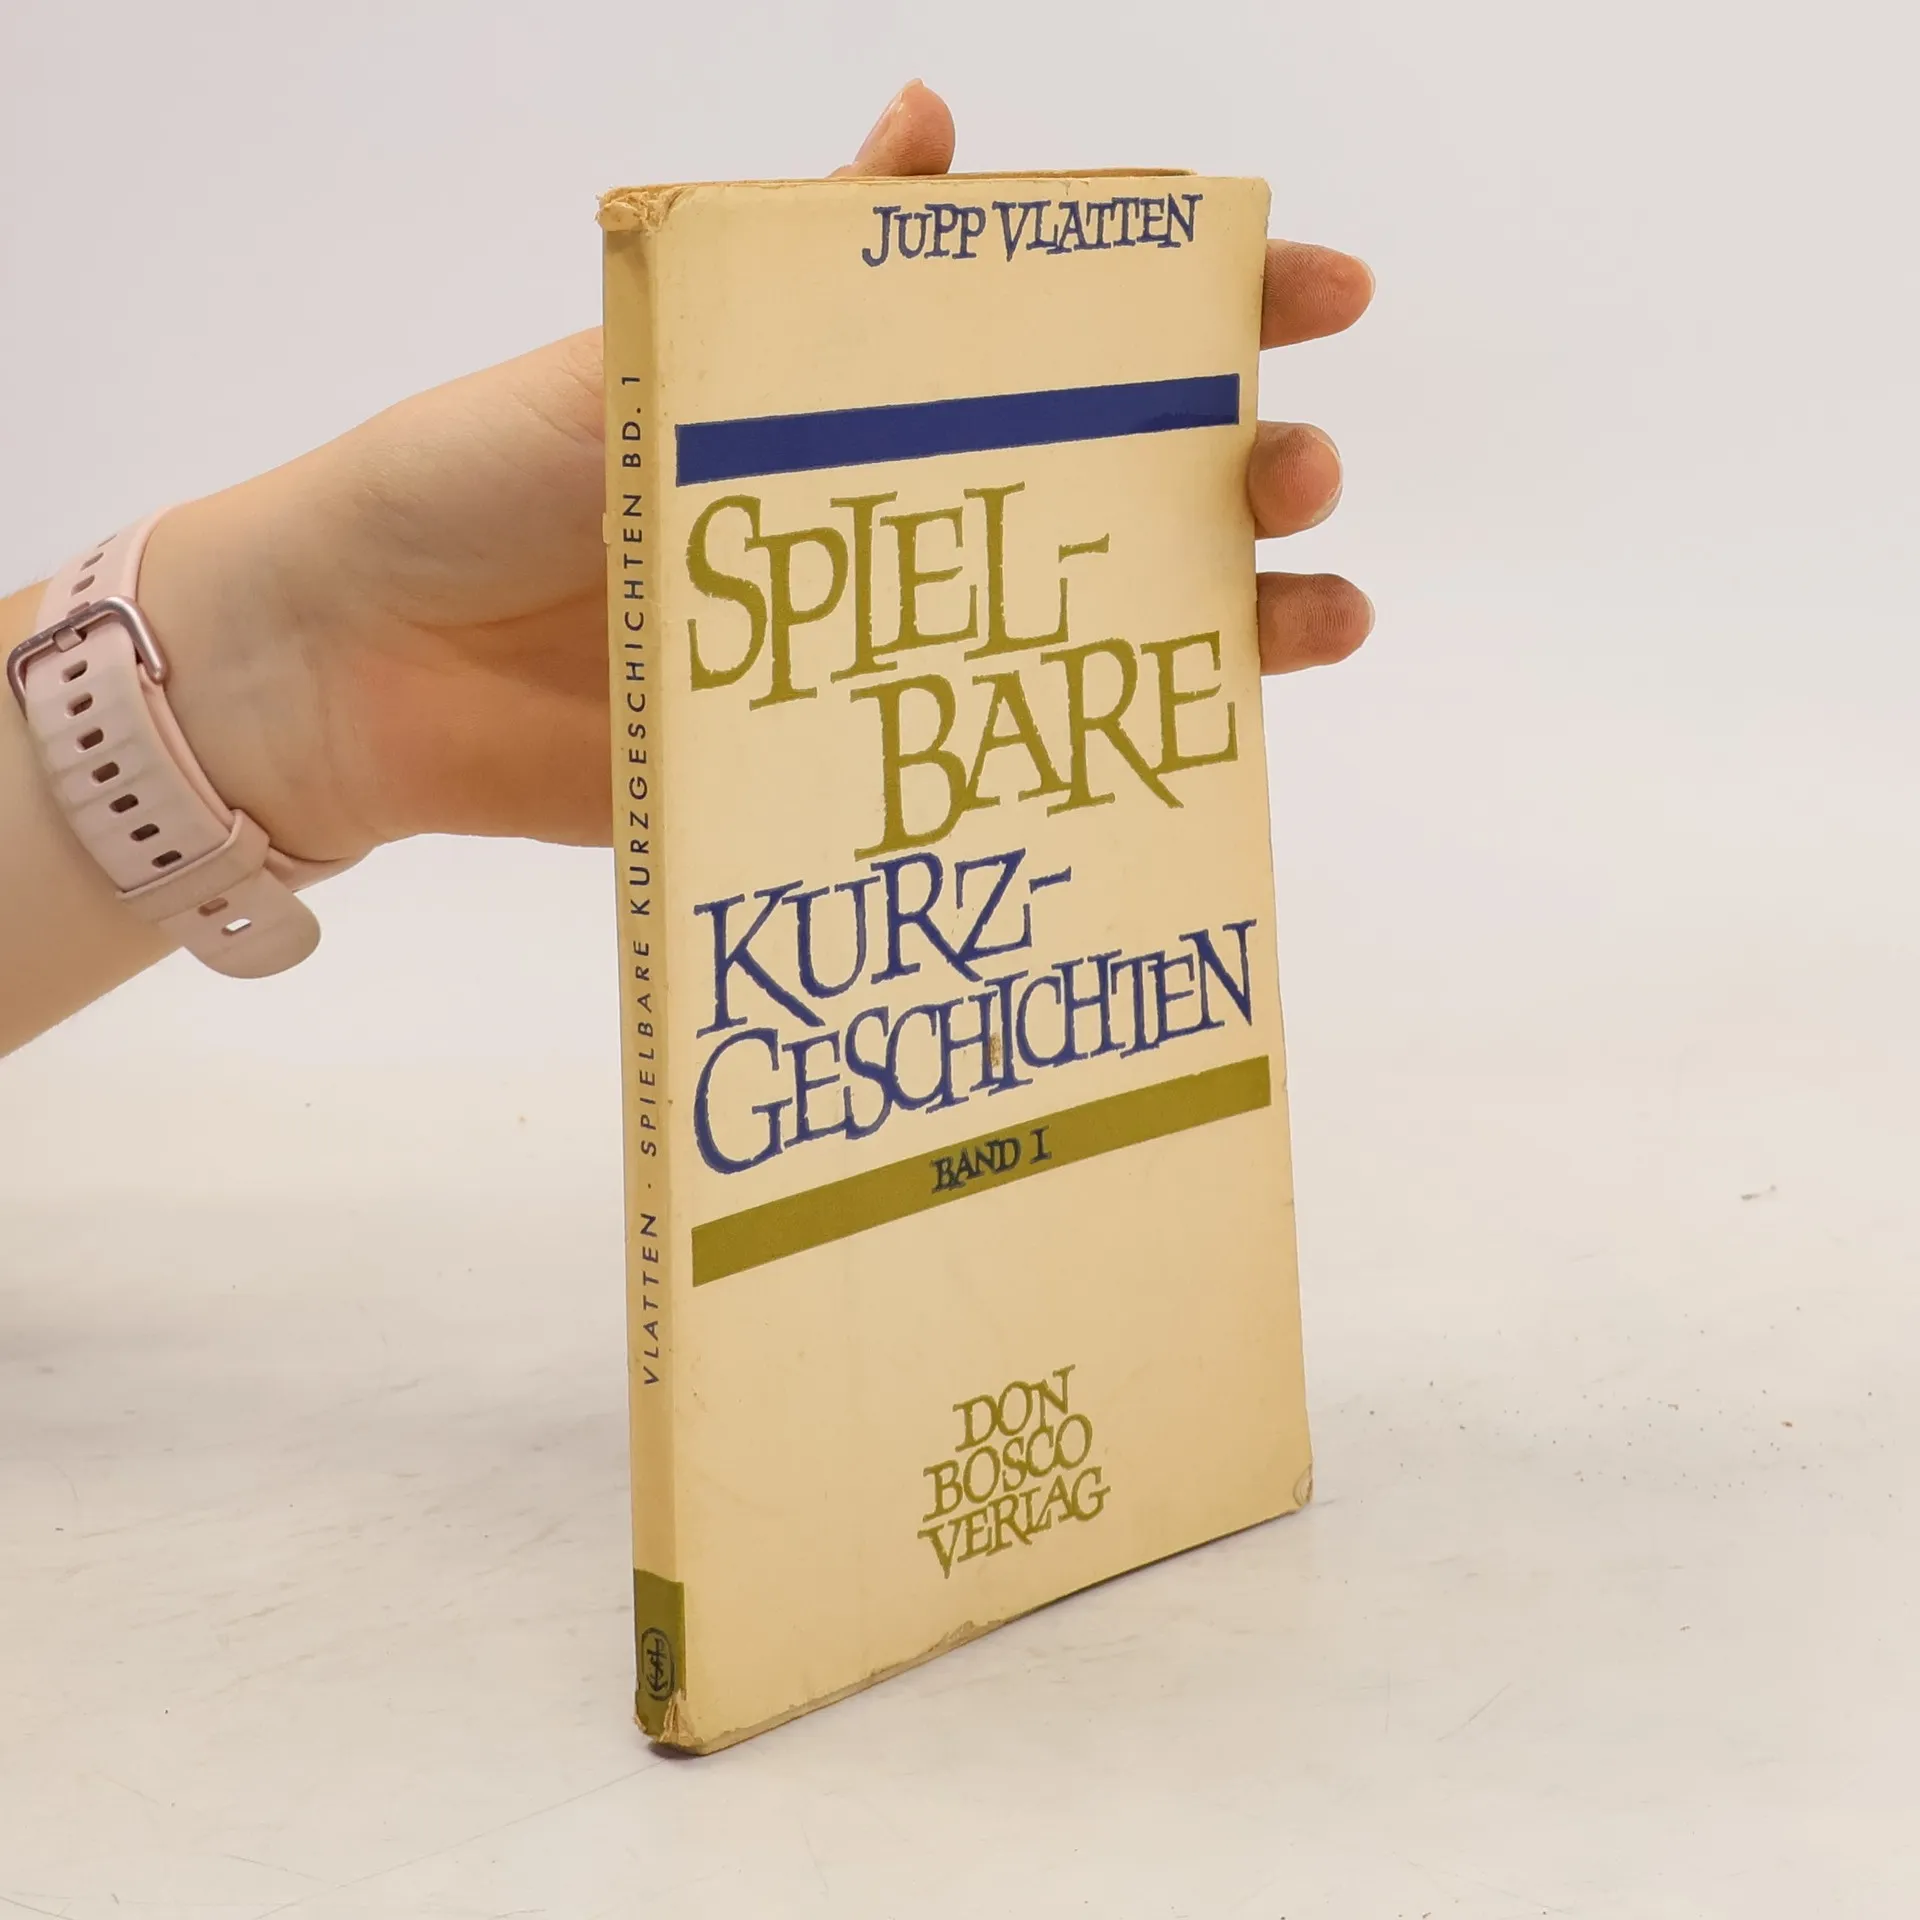 JUPP VLATTEN
SPIEL-
BARE
KURZ-
GESCHICHTEN
BAND I
DON
BOSCO
VERLAG
VLATTEN · SPIELBARE KURZGESCHICHTEN BD. 1